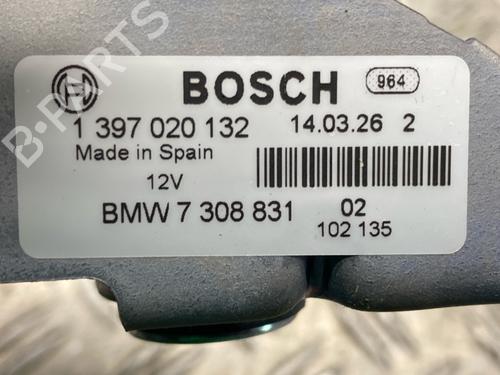 BOSCH 964
1 397 020 132 14.03.26 2
Made in Spain
12V
BMW 7 308 831 02
102 135
B-PARTS